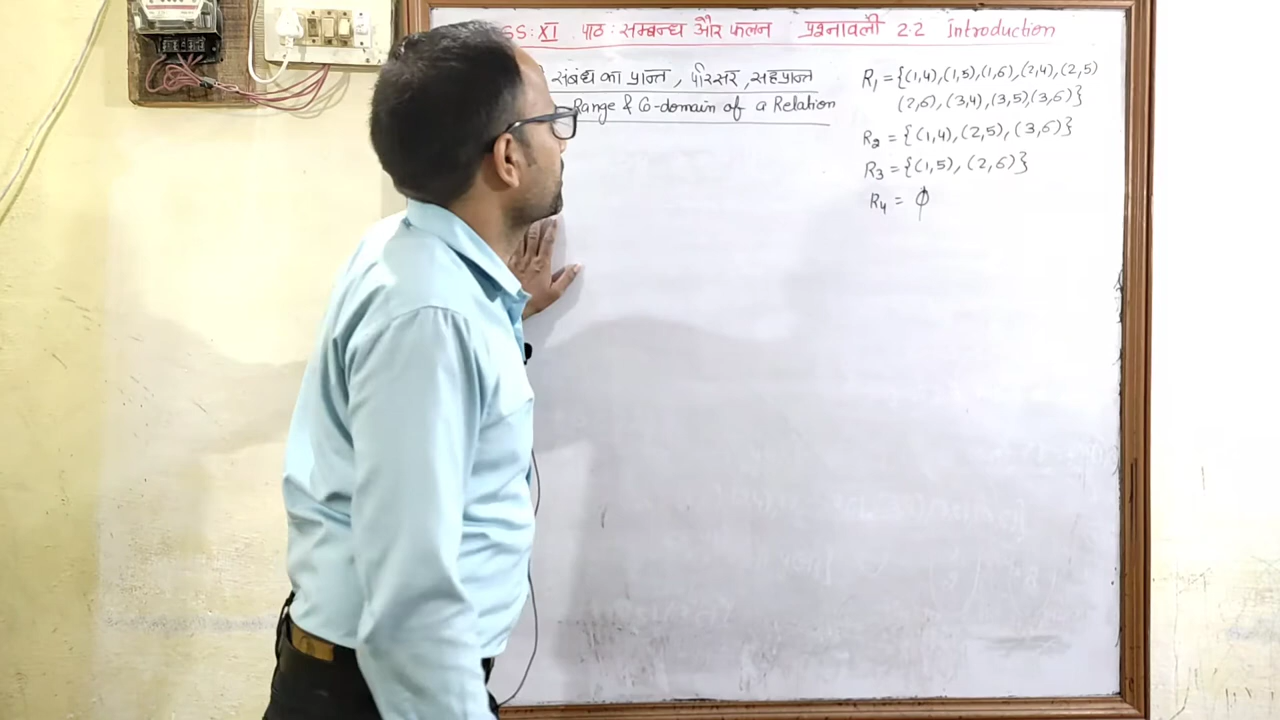 SS: XI पाठ: सम्बन्ध और फलन प्रश्नावली 2.2 Introduction
संबंध का प्रान्त, परिसर, सहप्रान्त
Range & Co-domain of a Relation
R₁ = {(1,4),(1,5),(1,6),(2,4),(2,5)
(2,6),(3,4),(3,5)(3,6)}
R₂ = {(1,4),(2,5),(3,6)}
R₃ = {(1,5),(2,6)}
R₄ = ϕ